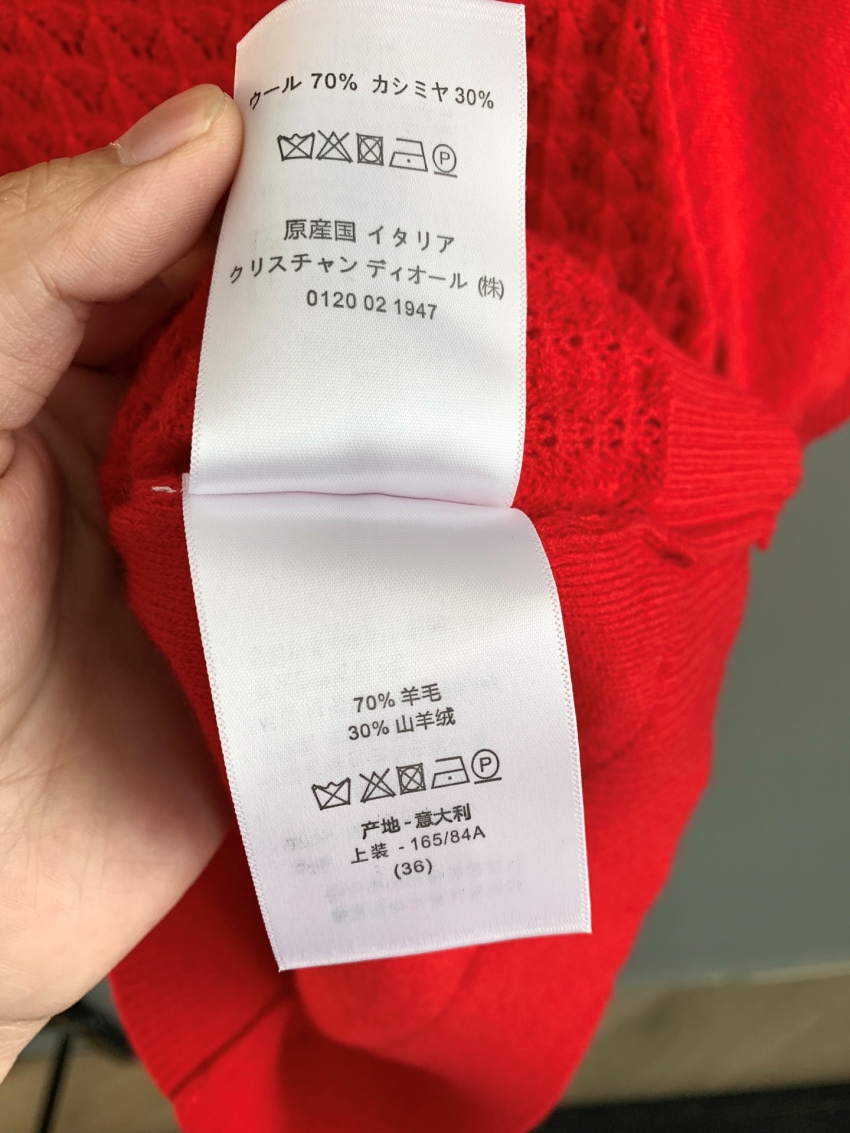 ウール 70% カシミヤ 30%
P
原産国 イタリア
クリスチャン ディオール (株)
0120 02 1947
70% 羊毛
30% 山羊绒
P
产地 - 意大利
上装 - 165/84A
(36)